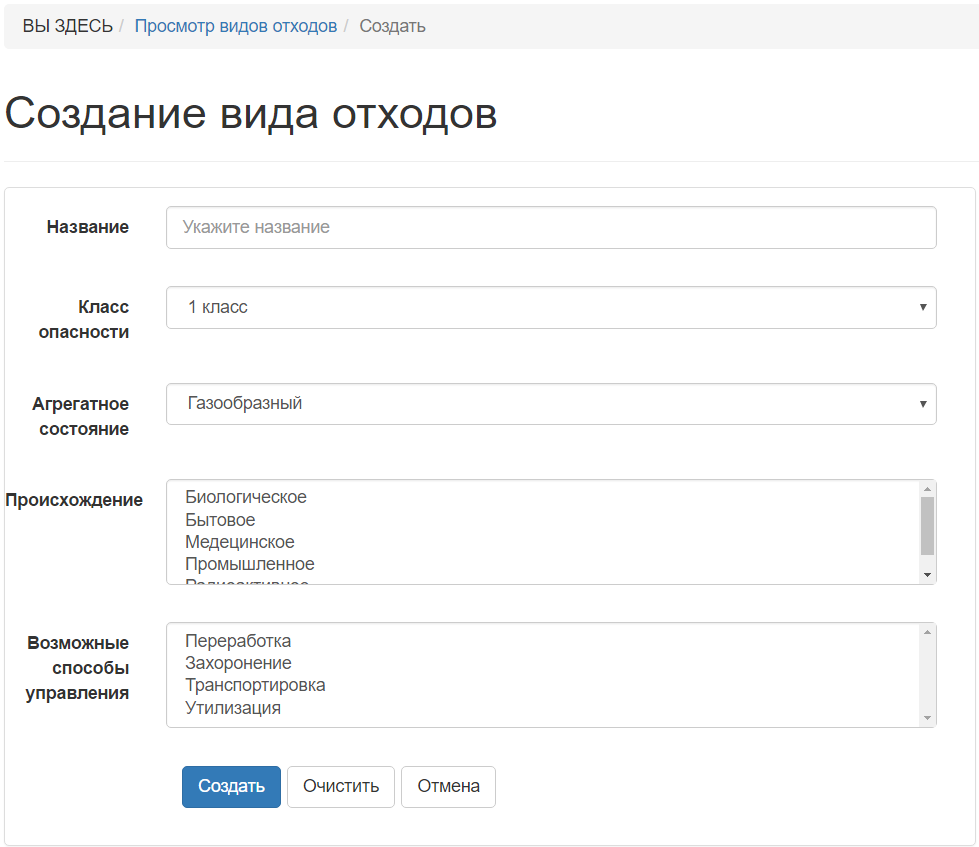 ВЫ ЗДЕСЬ / Просмотр видов отходов / Создать
Создание вида отходов
Название
Укажите название
Класс
опасности
1 класс
Агрегатное
состояние
Газообразный
Происхождение
Биологическое
Бытовое
Медецинское
Промышленное
Радиоактивное
Возможные
способы
управления
Переработка
Захоронение
Транспортировка
Утилизация
Создать
Очистить
Отмена